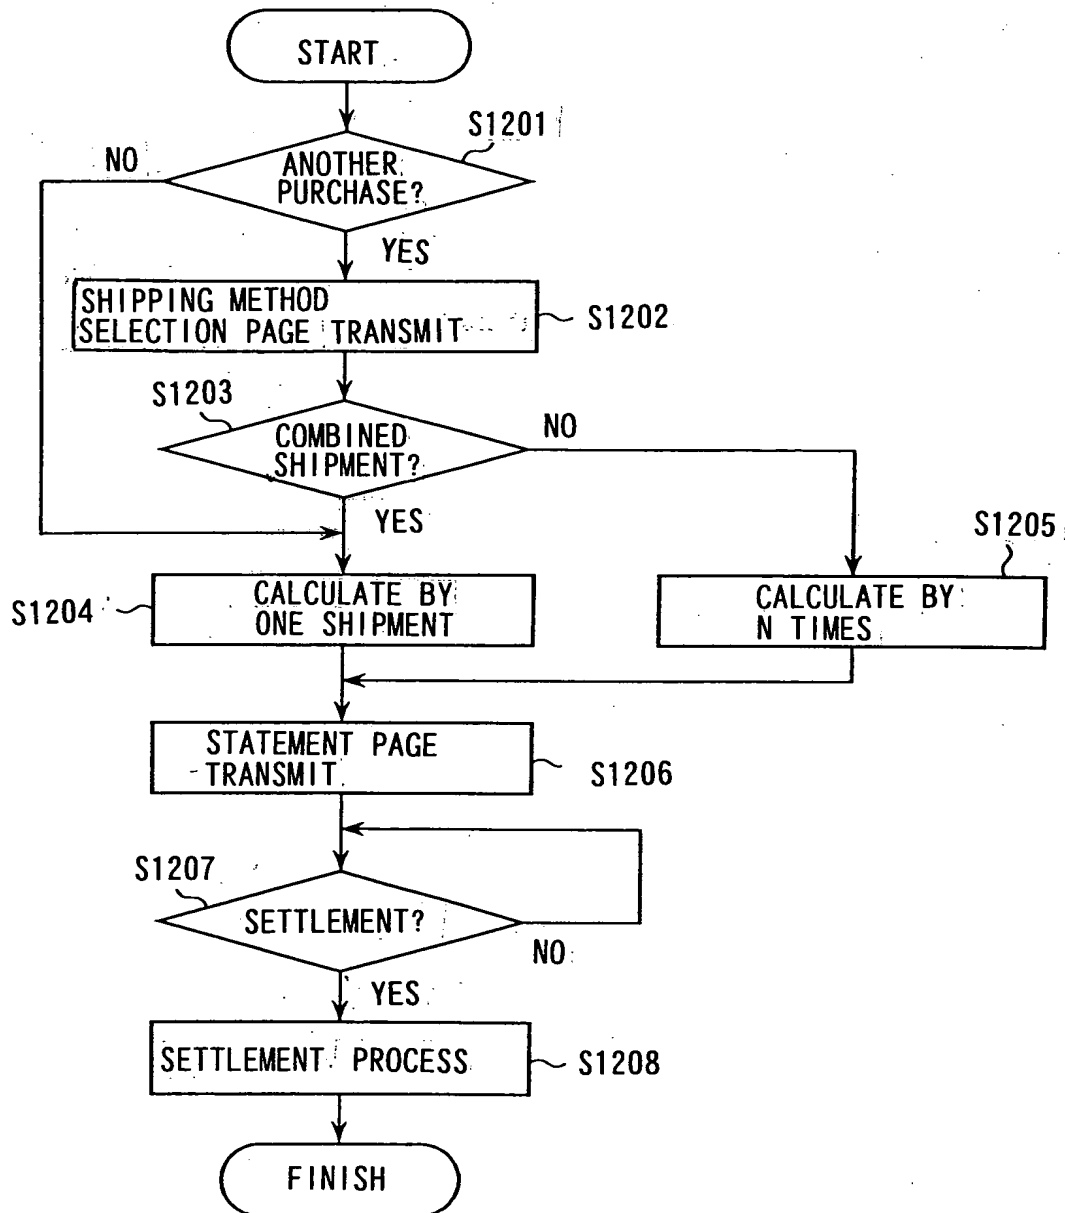 START
S1201
NO
ANOTHER
PURCHASE?
YES
SHIPPING METHOD
SELECTION PAGE TRANSMIT
S1202
S1203
COMBINED
SHIPMENT?
NO
YES
S1205
S1204
CALCULATE BY
ONE SHIPMENT
CALCULATE BY
N TIMES
STATEMENT PAGE
TRANSMIT
S1206
S1207
SETTLEMENT?
NO
YES
SETTLEMENT PROCESS
S1208
FINISH